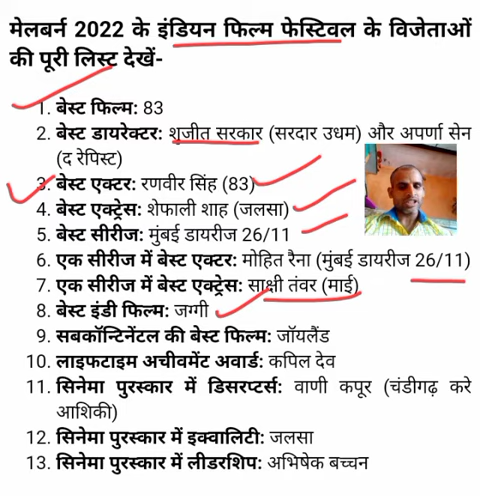 मेलबर्न 2022 के इंडियन फिल्म फेस्टिवल के विजेताओं
की पूरी लिस्ट देखें-
1. बेस्ट फिल्म: 83
2. बेस्ट डायरेक्टर: शूजीत सरकार (सरदार उधम) और अपर्णा सेन
(द रेपिस्ट)
3. बेस्ट एक्टर: रणवीर सिंह (83)
4. बेस्ट एक्ट्रेस: शेफाली शाह (जलसा)
5. बेस्ट सीरीज: मुंबई डायरीज 26/11
6. एक सीरीज में बेस्ट एक्टर: मोहित रैना (मुंबई डायरीज 26/11)
7. एक सीरीज में बेस्ट एक्ट्रेस: साक्षी तंवर (माई)
8. बेस्ट इंडी फिल्म: जग्गी
9. सबकॉन्टिनेंटल की बेस्ट फिल्म: जॉयलैंड
10. लाइफटाइम अचीवमेंट अवार्ड: कपिल देव
11. सिनेमा पुरस्कार में डिसरप्टर्स: वाणी कपूर (चंडीगढ़ करे
आशिकी)
12. सिनेमा पुरस्कार में इक्वालिटी: जलसा
13. सिनेमा पुरस्कार में लीडरशिप: अभिषेक बच्चन